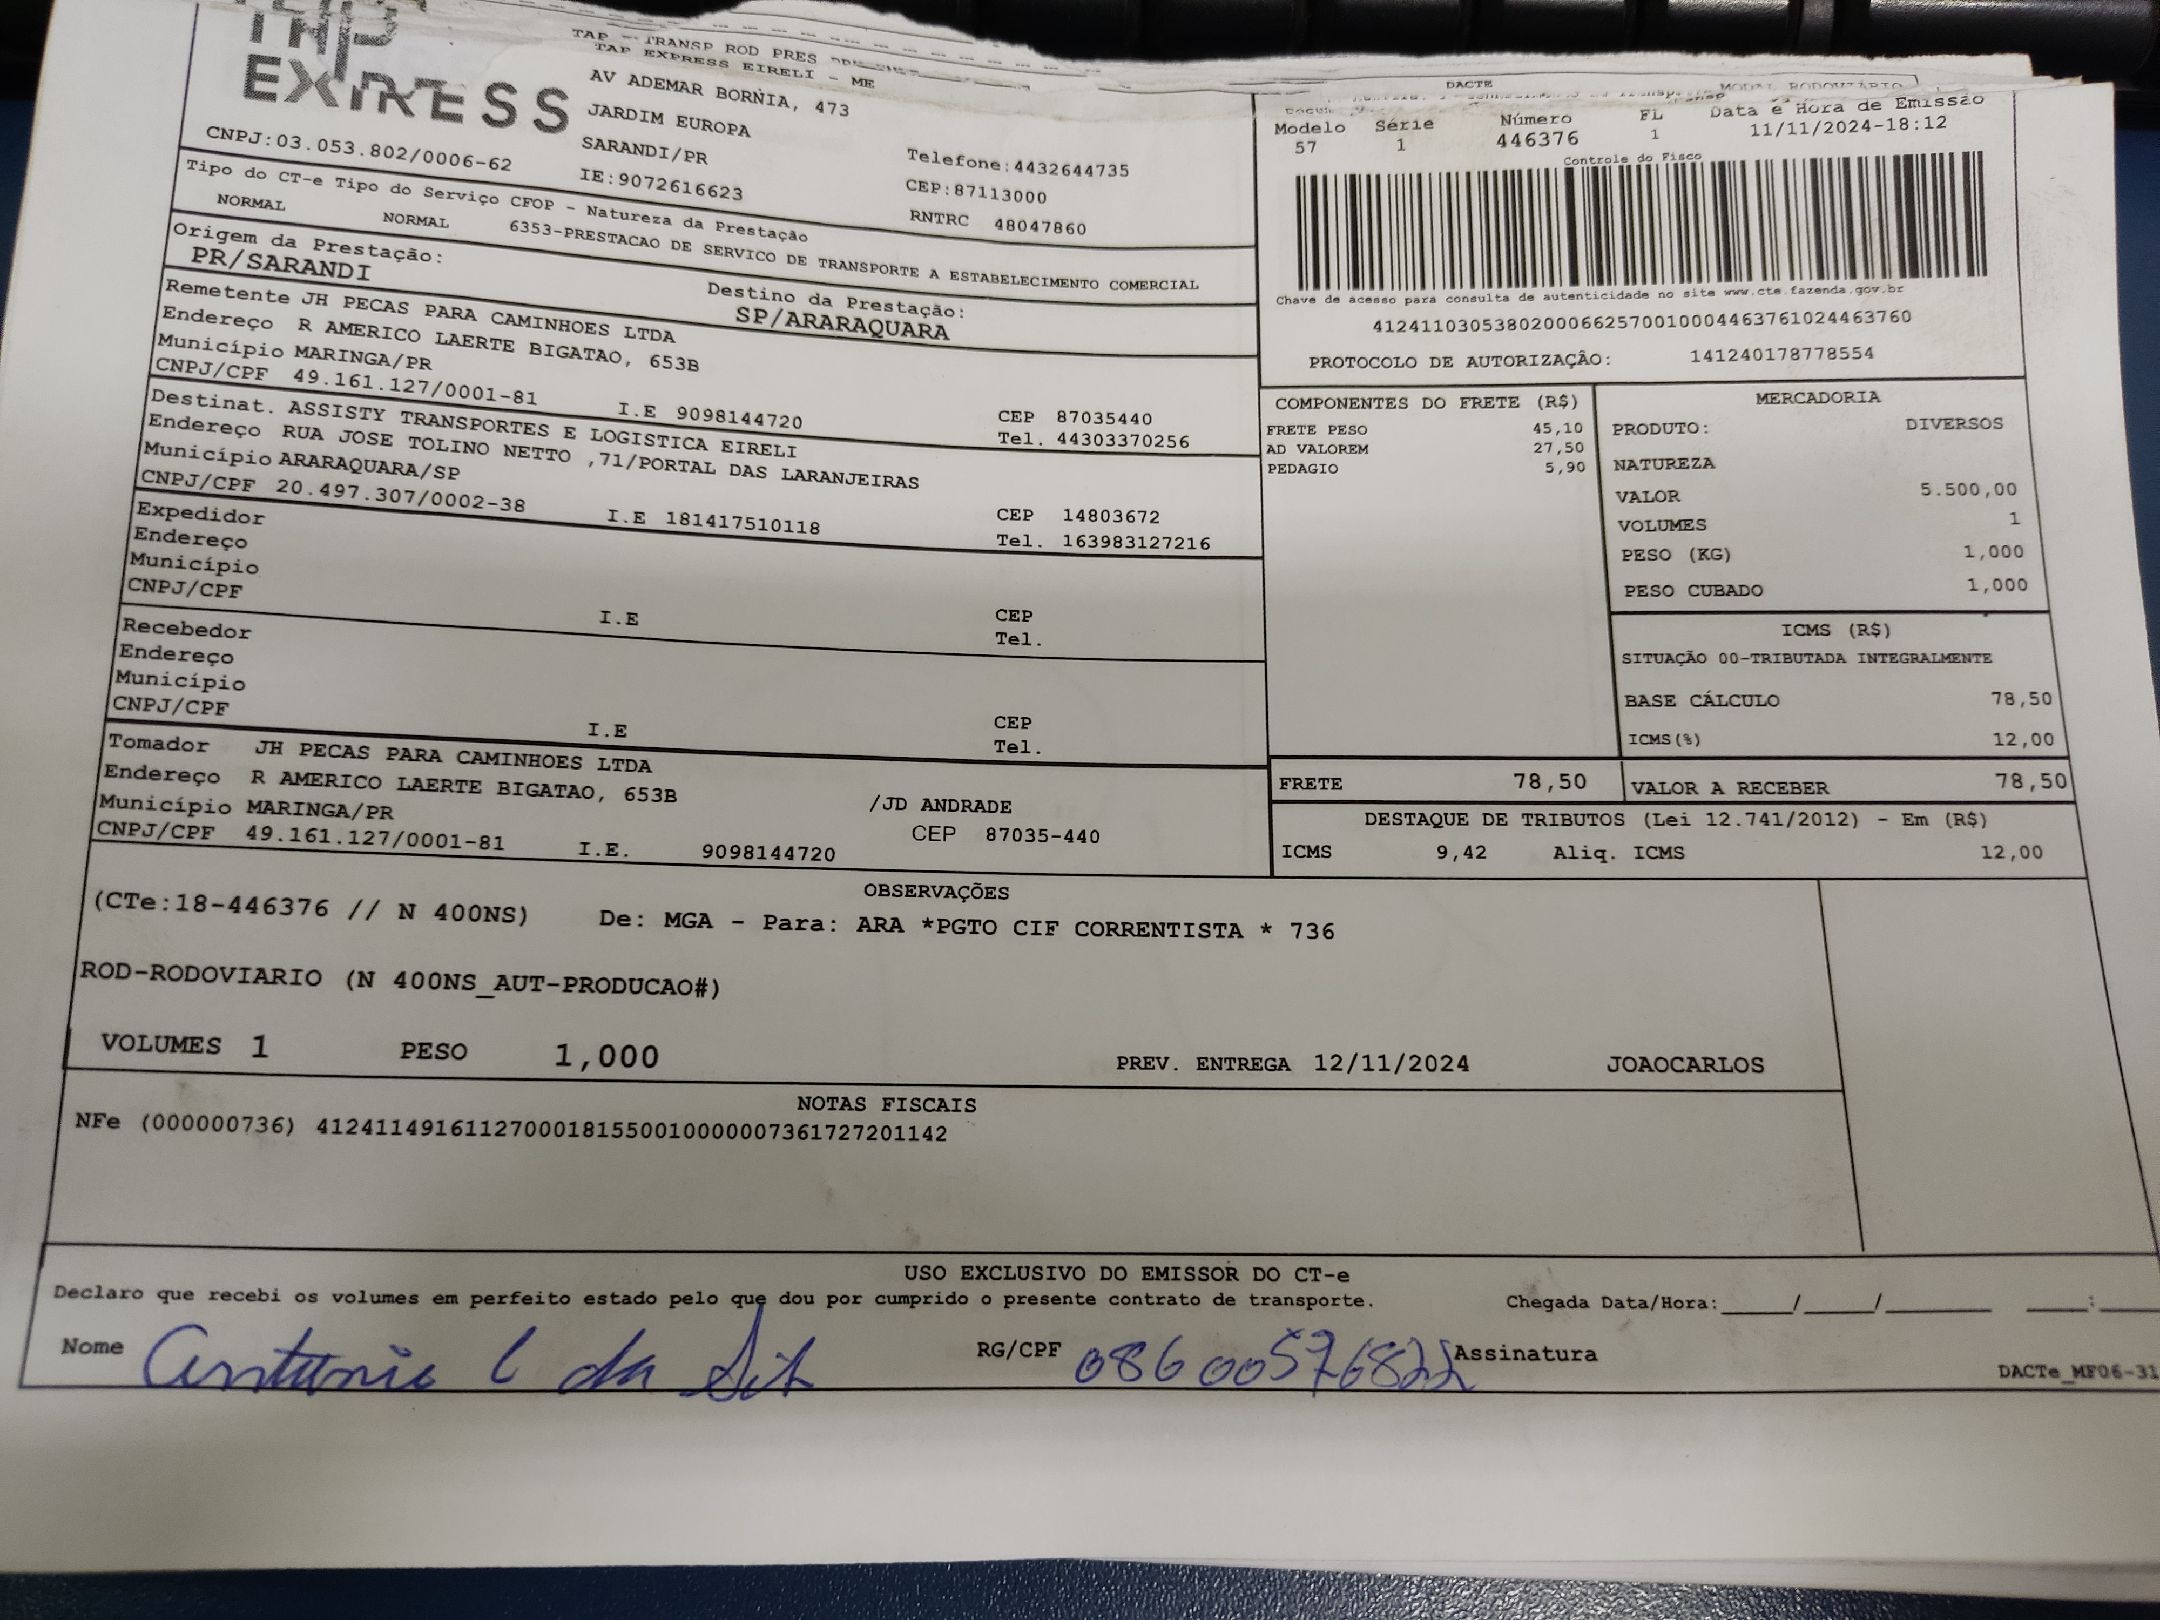 TAP
EXPRESS
TAP - TRANSP ROD PRES
TAP EXPRESS EIRELI - ME
AV ADEMAR BORNIA, 473
JARDIM EUROPA
SARANDI/PR
CNPJ:03.053.802/0006-62
IE:9072616623
Telefone:4432644735
CEP:87113000
RNTRC 48047860
Tipo do CT-e Tipo do Serviço CFOP - Natureza da Prestação
NORMAL NORMAL 6353-PRESTACAO DE SERVICO DE TRANSPORTE A ESTABELECIMENTO COMERCIAL
Origem da Prestação:
PR/SARANDI
Destino da Prestação:
SP/ARARAQUARA
DACTE
MODAL RODOVIÁRIO
Modelo Série Número FL Data e Hora de Emissão
57 1 446376 1 11/11/2024-18:12
Controle do Fisco
Chave de acesso para consulta de autenticidade no site www.cte.fazenda.gov.br
41241103053802000662570010004463761024463760
PROTOCOLO DE AUTORIZAÇÂO: 141240178778554
Remetente JH PECAS PARA CAMINHOES LTDA
Endereço R AMERICO LAERTE BIGATAO, 653B
Município MARINGA/PR
CNPJ/CPF 49.161.127/0001-81 I.E 9098144720
CEP 87035440
Tel. 44303370256
Destinat. ASSISTY TRANSPORTES E LOGISTICA EIRELI
Endereço RUA JOSE TOLINO NETTO ,71/PORTAL DAS LARANJEIRAS
Município ARARAQUARA/SP
CNPJ/CPF 20.497.307/0002-38 I.E 181417510118
CEP 14803672
Tel. 163983127216
Expedidor
Endereço
Município
CNPJ/CPF I.E CEP
Tel.
Recebedor
Endereço
Município
CNPJ/CPF I.E CEP
Tel.
Tomador JH PECAS PARA CAMINHOES LTDA
Endereço R AMERICO LAERTE BIGATAO, 653B /JD ANDRADE
Município MARINGA/PR CEP 87035-440
CNPJ/CPF 49.161.127/0001-81 I.E. 9098144720
COMPONENTES DO FRETE (R$)
FRETE PESO 45,10
AD VALOREM 27,50
PEDAGIO 5,90
MERCADORIA
PRODUTO: DIVERSOS
NATUREZA
VALOR 5.500,00
VOLUMES 1
PESO (KG) 1,000
PESO CUBADO 1,000
ICMS (R$)
SITUAÇÃO 00-TRIBUTADA INTEGRALMENTE
BASE CÁLCULO 78,50
ICMS(%) 12,00
FRETE 78,50 VALOR A RECEBER 78,50
DESTAQUE DE TRIBUTOS (Lei 12.741/2012) - Em (R$)
ICMS 9,42 Aliq. ICMS 12,00
OBSERVAÇÕES
(CTe:18-446376 // N 400NS) De: MGA - Para: ARA *PGTO CIF CORRENTISTA * 736
ROD-RODOVIARIO (N 400NS_AUT-PRODUCAO#)
VOLUMES 1 PESO 1,000 PREV. ENTREGA 12/11/2024 JOAOCARLOS
NOTAS FISCAIS
NFe (000000736) 41241149161127000181550010000007361727201142
USO EXCLUSIVO DO EMISSOR DO CT-e
Declaro que recebi os volumes em perfeito estado pelo que dou por cumprido o presente contrato de transporte. Chegada Data/Hora:_____/_____/_______ ____:____
Nome Antonio C da RG/CPF 08600576822 Assinatura
DACTe_MF06-31